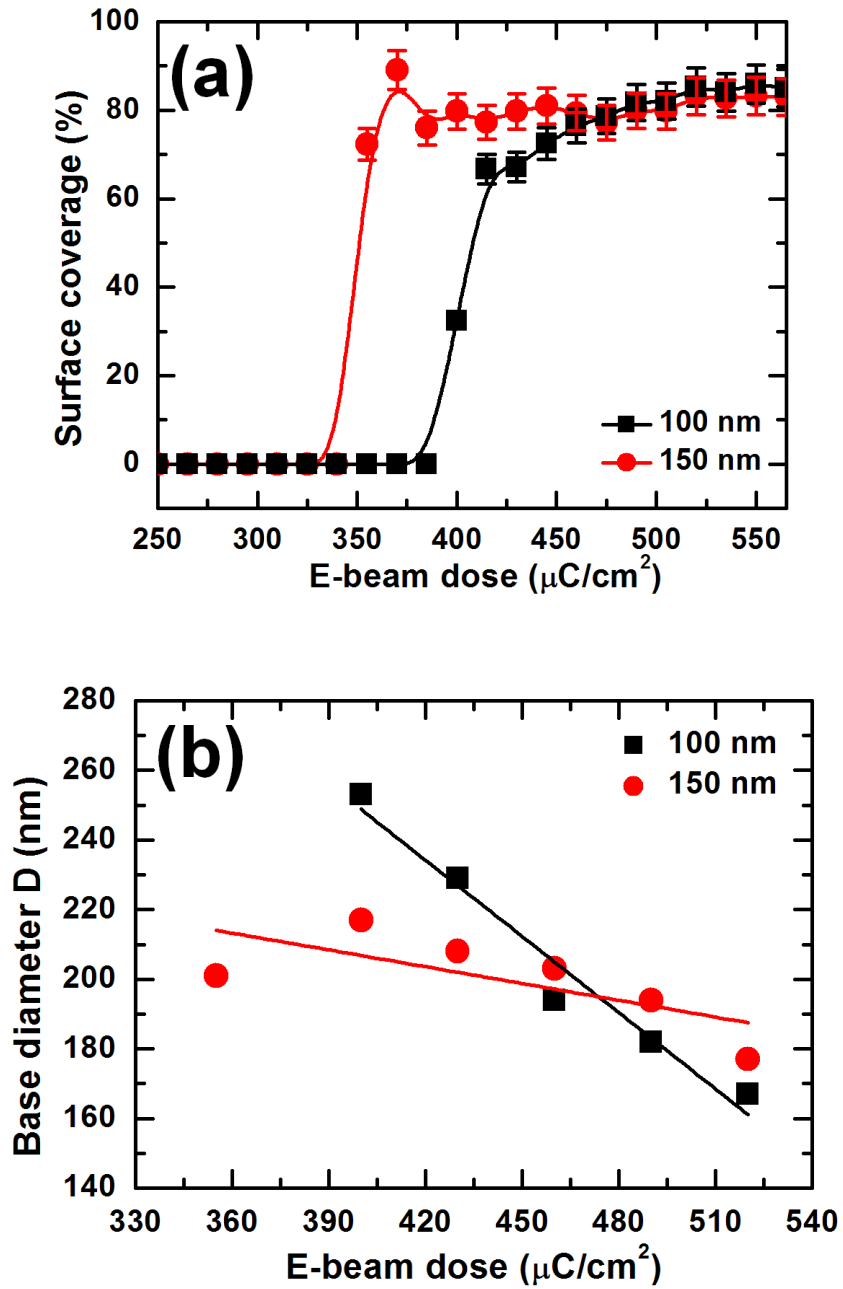 (a)
100
80
60
40
20
0
Surface coverage (%)
100 nm
150 nm
250 300 350 400 450 500 550
E-beam dose (μC/cm²)
(b)
280
260
240
220
200
180
160
140
Base diameter D (nm)
100 nm
150 nm
330 360 390 420 450 480 510 540
E-beam dose (μC/cm²)